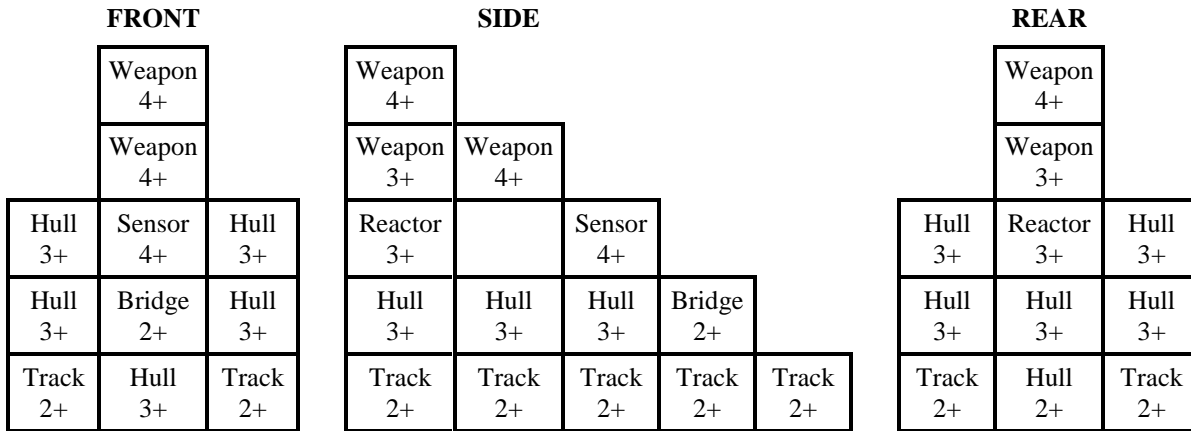 FRONT SIDE REAR
Weapon Weapon Weapon
4+ 4+ 4+
Weapon Weapon Weapon Weapon
4+ 3+ 4+ 3+
Hull Sensor Hull Reactor Sensor Hull Reactor Hull
3+ 4+ 3+ 3+ 4+ 3+ 3+ 3+
Hull Bridge Hull Hull Hull Hull Bridge Hull Hull Hull
3+ 2+ 3+ 3+ 3+ 3+ 2+ 3+ 3+ 3+
Track Hull Track Track Track Track Track Track Track Hull Track
2+ 3+ 2+ 2+ 2+ 2+ 2+ 2+ 2+ 2+ 2+